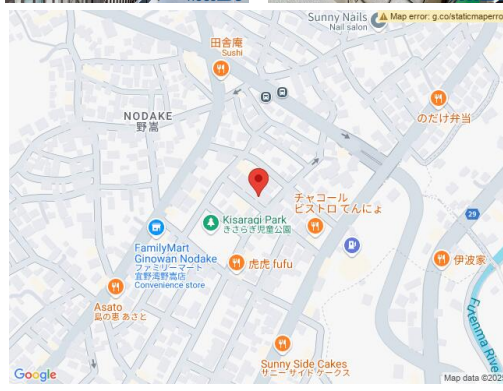 Sunny Nails
Nail salon
Map error: g.co/staticmaperro
田舎庵
Sushi
のだけ弁当
NODAKE
野嵩
チャコール
ビストロ てんにょ
Kisaragi Park
きさらぎ児童公園
29
FamilyMart
Ginowan Nodake
ファミリーマート
宜野湾野嵩店
Convenience store
虎虎 fufu
伊波家
Asato
島の恵 あさと
Futenma River
Sunny Side Cakes
サニー サイド ケークス
Google
Map data ©202